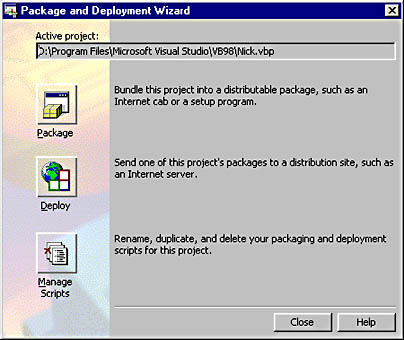 Package and Deployment Wizard
Active project:
D:\Program Files\Microsoft Visual Studio\VB98\Nick.vbp
Bundle this project into a distributable package, such as an
Internet cab or a setup program.
Package
Send one of this project's packages to a distribution site, such as
an Internet server.
Deploy
Rename, duplicate, and delete your packaging and deployment
scripts for this project.
Manage
Scripts
Close
Help